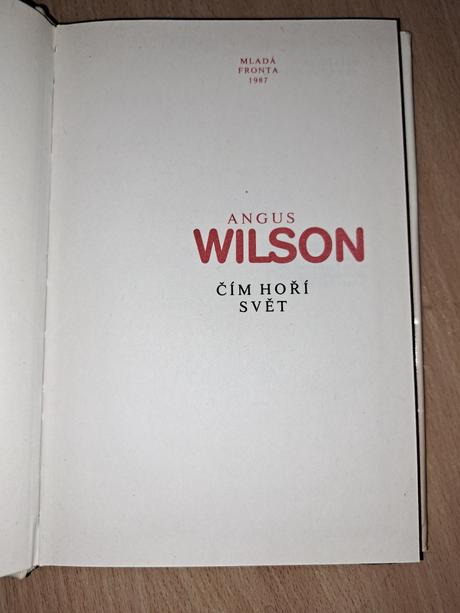 MLADÁ
FRONTA
1987
ANGUS
WILSON
ČÍM HOŘÍ
SVĚT